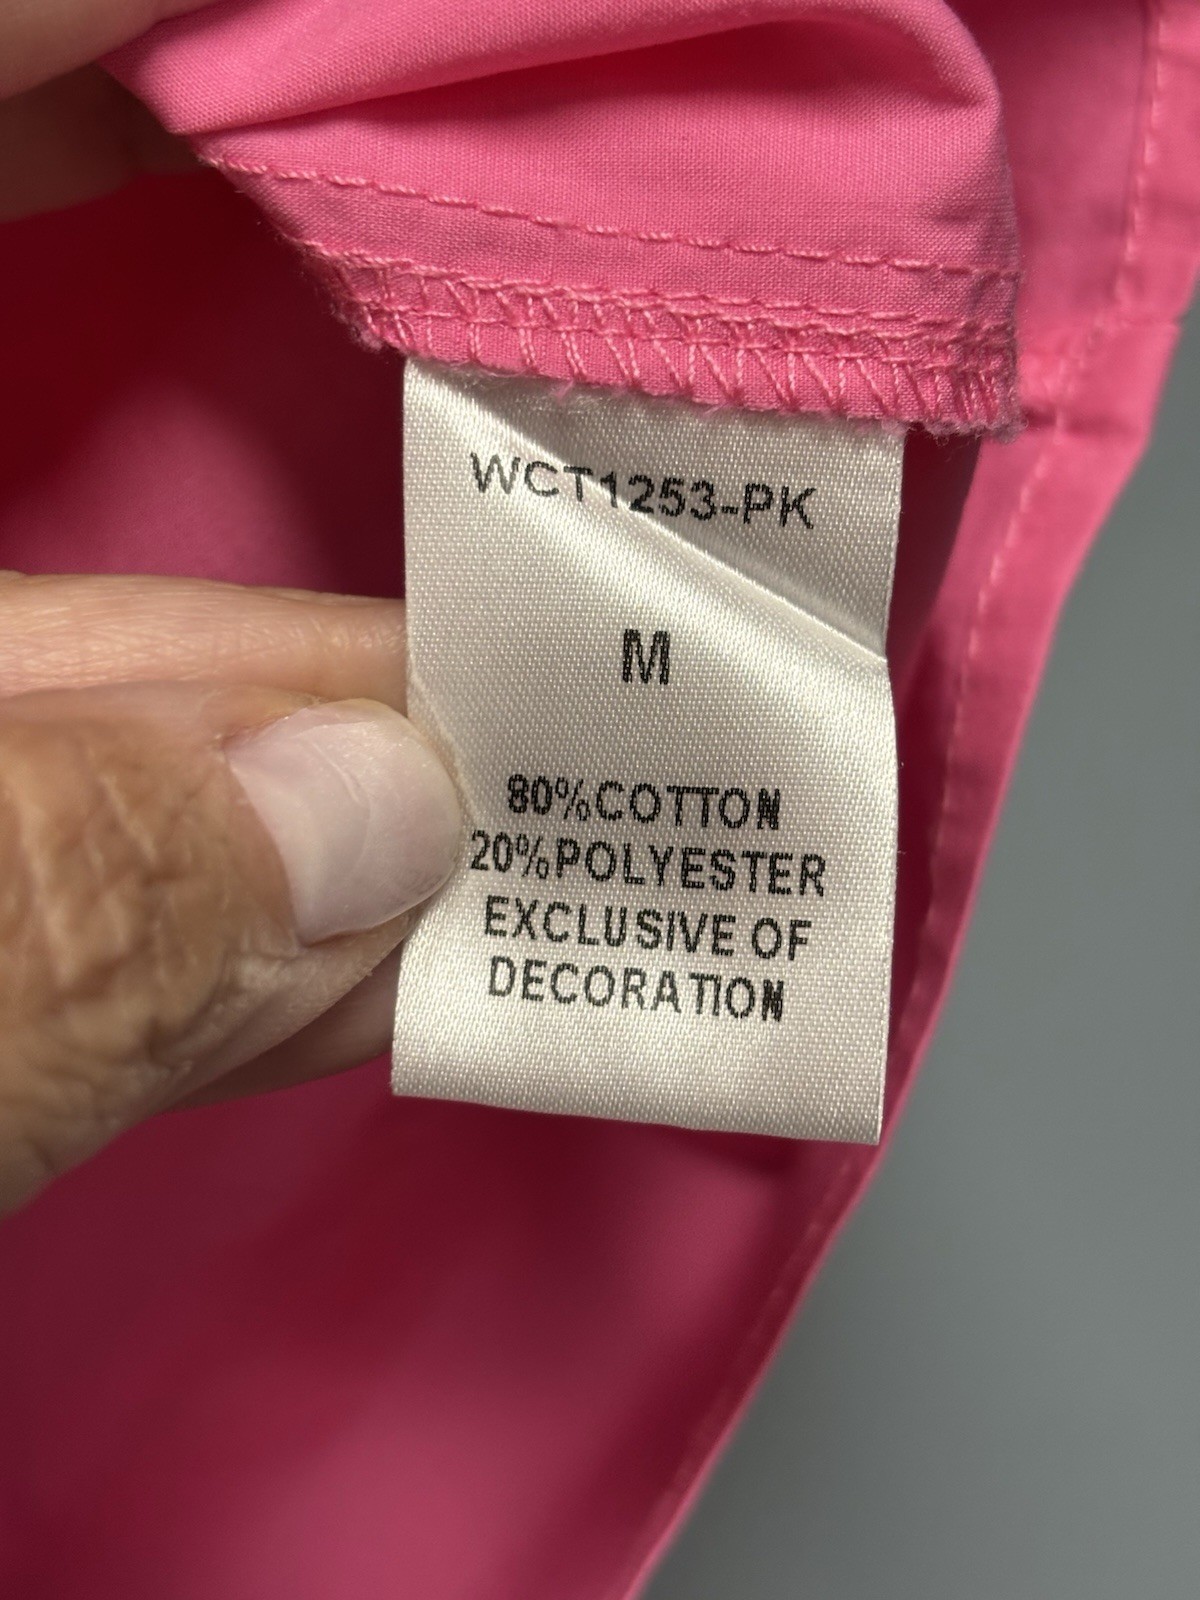 WCT1253-PK
M
80%COTTON
20%POLYESTER
EXCLUSIVE OF
DECORATION